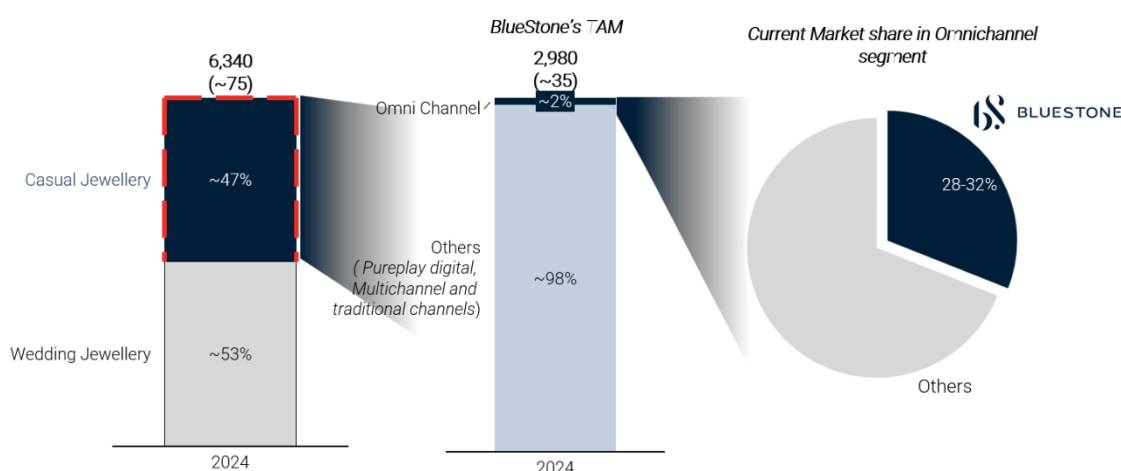 BlueStone's TAM
Current Market share in Omnichannel
segment
6,340
(~75)
2,980
(~35)
Omni Channel
~2%
BLUESTONE
Casual Jewellery
~47%
28-32%
Others
( Pureplay digital,
Multichannel and
traditional channels)
~98%
Wedding Jewellery
~53%
Others
2024
2024